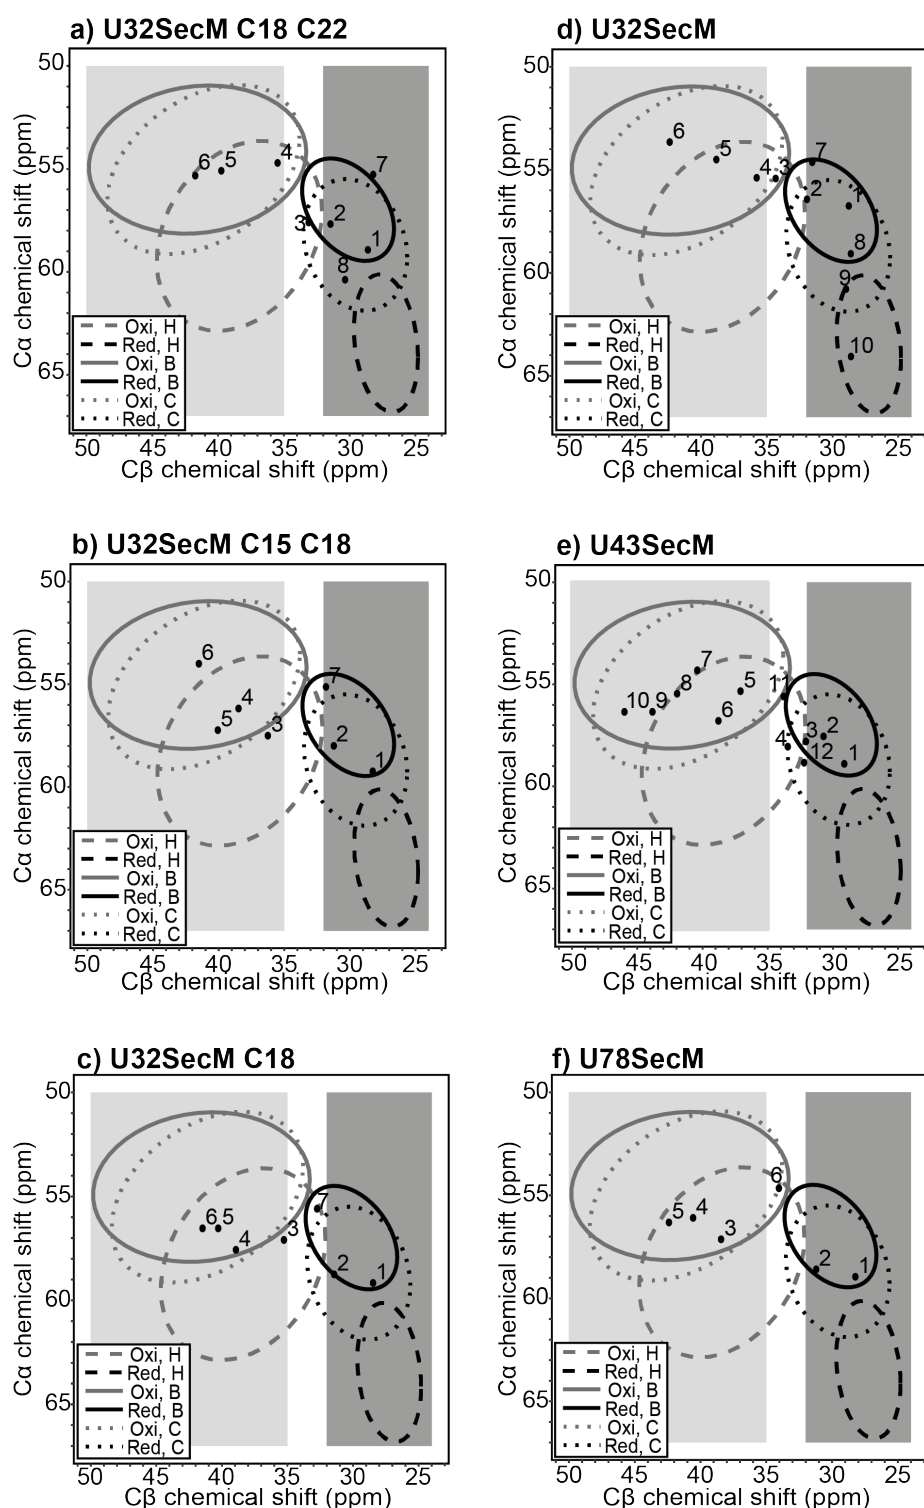 a) U32SecM C18 C22
50
55
60
65
Cα chemical shift (ppm)
6
5
4
7
3
2
1
8
Oxi, H
Red, H
Oxi, B
Red, B
Oxi, C
Red, C
50 45 40 35 30 25
Cβ chemical shift (ppm)
d) U32SecM
50
55
60
65
Cα chemical shift (ppm)
6
5
4
3
7
2
1
8
9
10
Oxi, H
Red, H
Oxi, B
Red, B
Oxi, C
Red, C
50 45 40 35 30 25
Cβ chemical shift (ppm)
b) U32SecM C15 C18
50
55
60
65
Cα chemical shift (ppm)
6
7
4
5
3
2
1
Oxi, H
Red, H
Oxi, B
Red, B
Oxi, C
Red, C
50 45 40 35 30 25
Cβ chemical shift (ppm)
e) U43SecM
50
55
60
65
Cα chemical shift (ppm)
7
8
5
11
10
9
6
3
2
4
12
1
Oxi, H
Red, H
Oxi, B
Red, B
Oxi, C
Red, C
50 45 40 35 30 25
Cβ chemical shift (ppm)
c) U32SecM C18
50
55
60
65
Cα chemical shift (ppm)
7
6
5
4
3
2
1
Oxi, H
Red, H
Oxi, B
Red, B
Oxi, C
Red, C
50 45 40 35 30 25
Cβ chemical shift (ppm)
f) U78SecM
50
55
60
65
Cα chemical shift (ppm)
6
5
4
3
2
1
Oxi, H
Red, H
Oxi, B
Red, B
Oxi, C
Red, C
50 45 40 35 30 25
Cβ chemical shift (ppm)